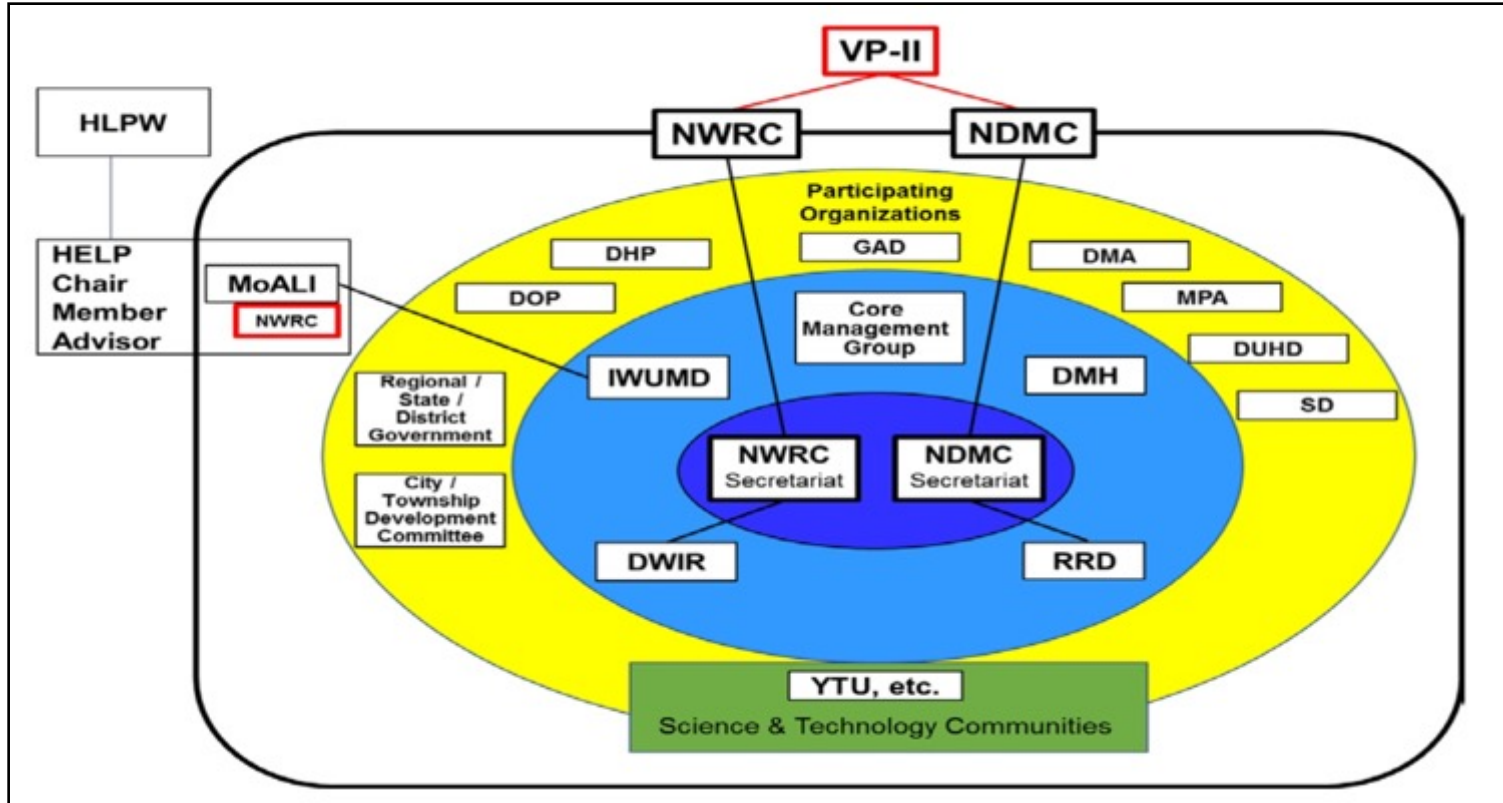 VP-II
HLPW
NWRC
NDMC
Participating
Organizations
DHP
GAD
DMA
HELP
Chair
Member
Advisor
MoALI
NWRC
DOP
MPA
Core
Management
Group
DUHD
IWUMD
DMH
SD
Regional /
State /
District
Government
NWRC
Secretariat
NDMC
Secretariat
City /
Township
Development
Committee
DWIR
RRD
YTU, etc.
Science & Technology Communities